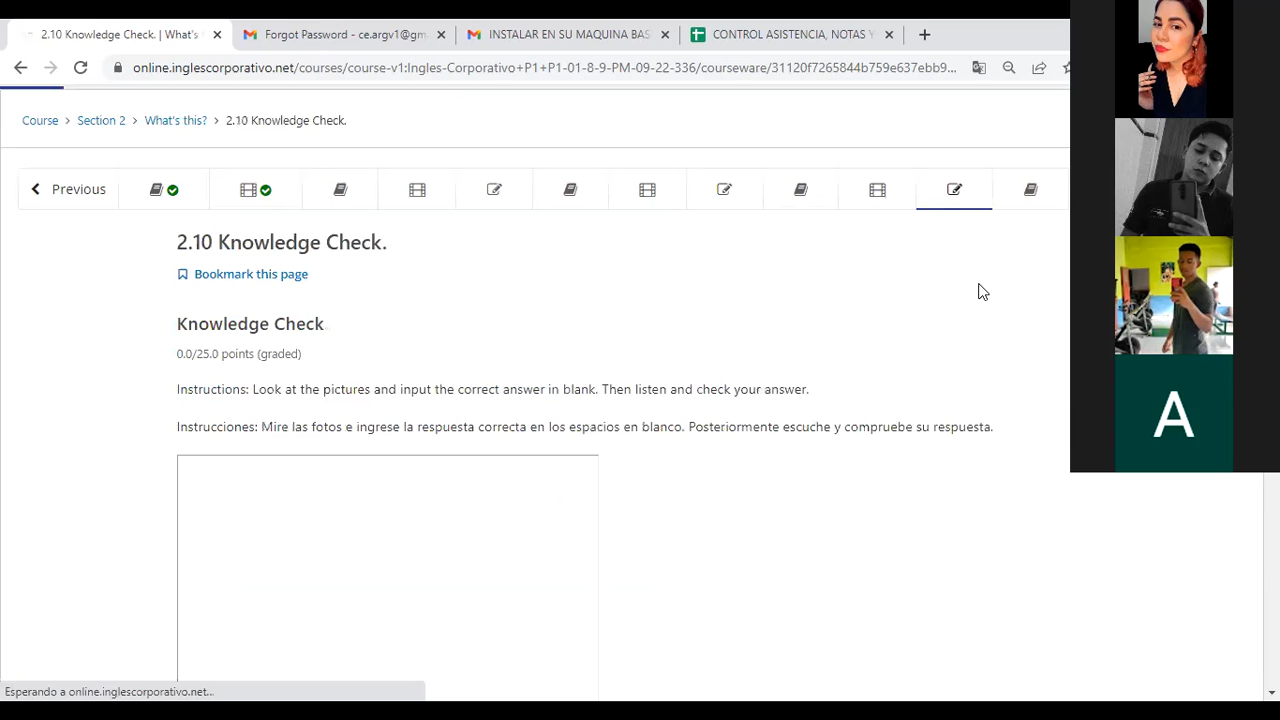 2.10 Knowledge Check. | What's
Forgot Password - ce.argv1@gm
INSTALAR EN SU MAQUINA BAS
CONTROL ASISTENCIA, NOTAS Y
online.inglescorporativo.net/courses/course-v1:Ingles-Corporativo+P1+P1-01-8-9-PM-09-22-336/courseware/31120f7265844b759e637ebb9...
Course > Section 2 > What's this? > 2.10 Knowledge Check.
Previous
2.10 Knowledge Check.
Bookmark this page
Knowledge Check
0.0/25.0 points (graded)
Instructions: Look at the pictures and input the correct answer in blank. Then listen and check your answer.
Instrucciones: Mire las fotos e ingrese la respuesta correcta en los espacios en blanco. Posteriormente escuche y compruebe su respuesta.
A
Esperando a online.inglescorporativo.net...